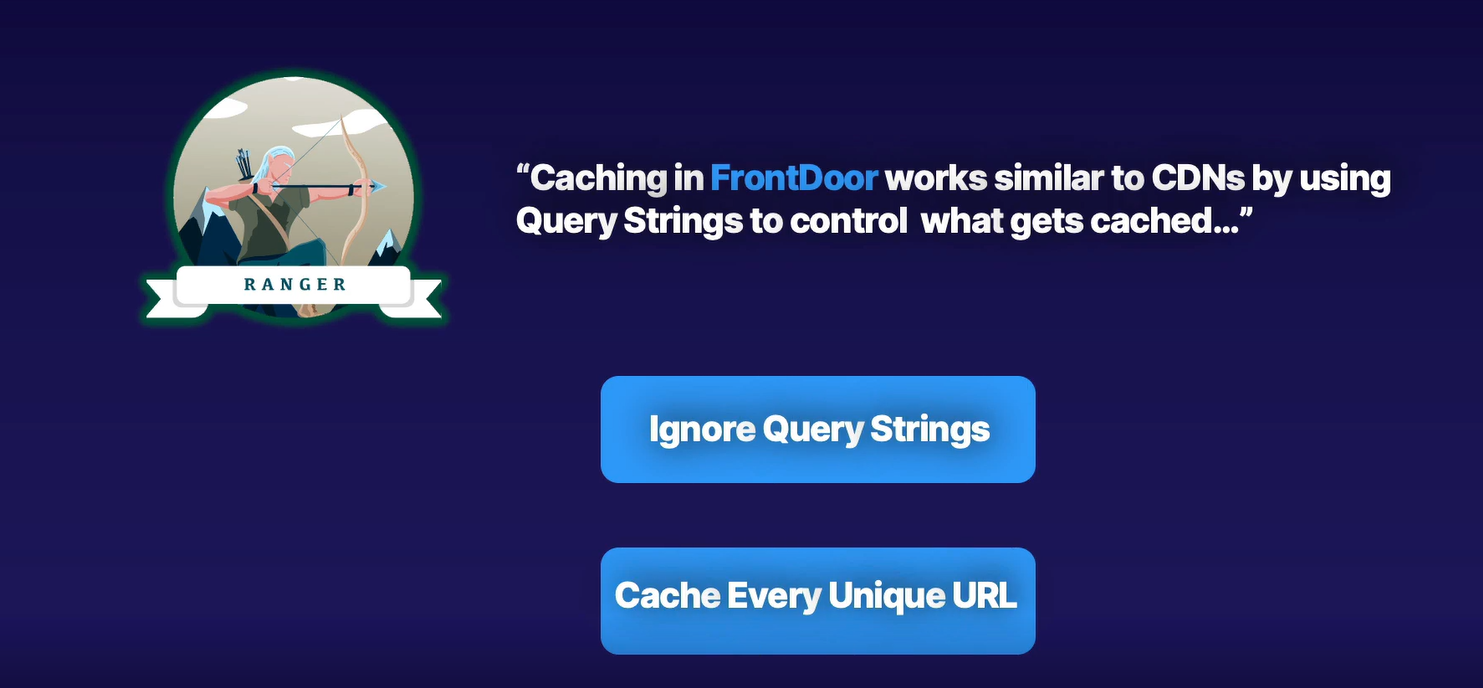 “Caching in FrontDoor works similar to CDNs by using
Query Strings to control what gets cached...”
RANGER
Ignore Query Strings
Cache Every Unique URL